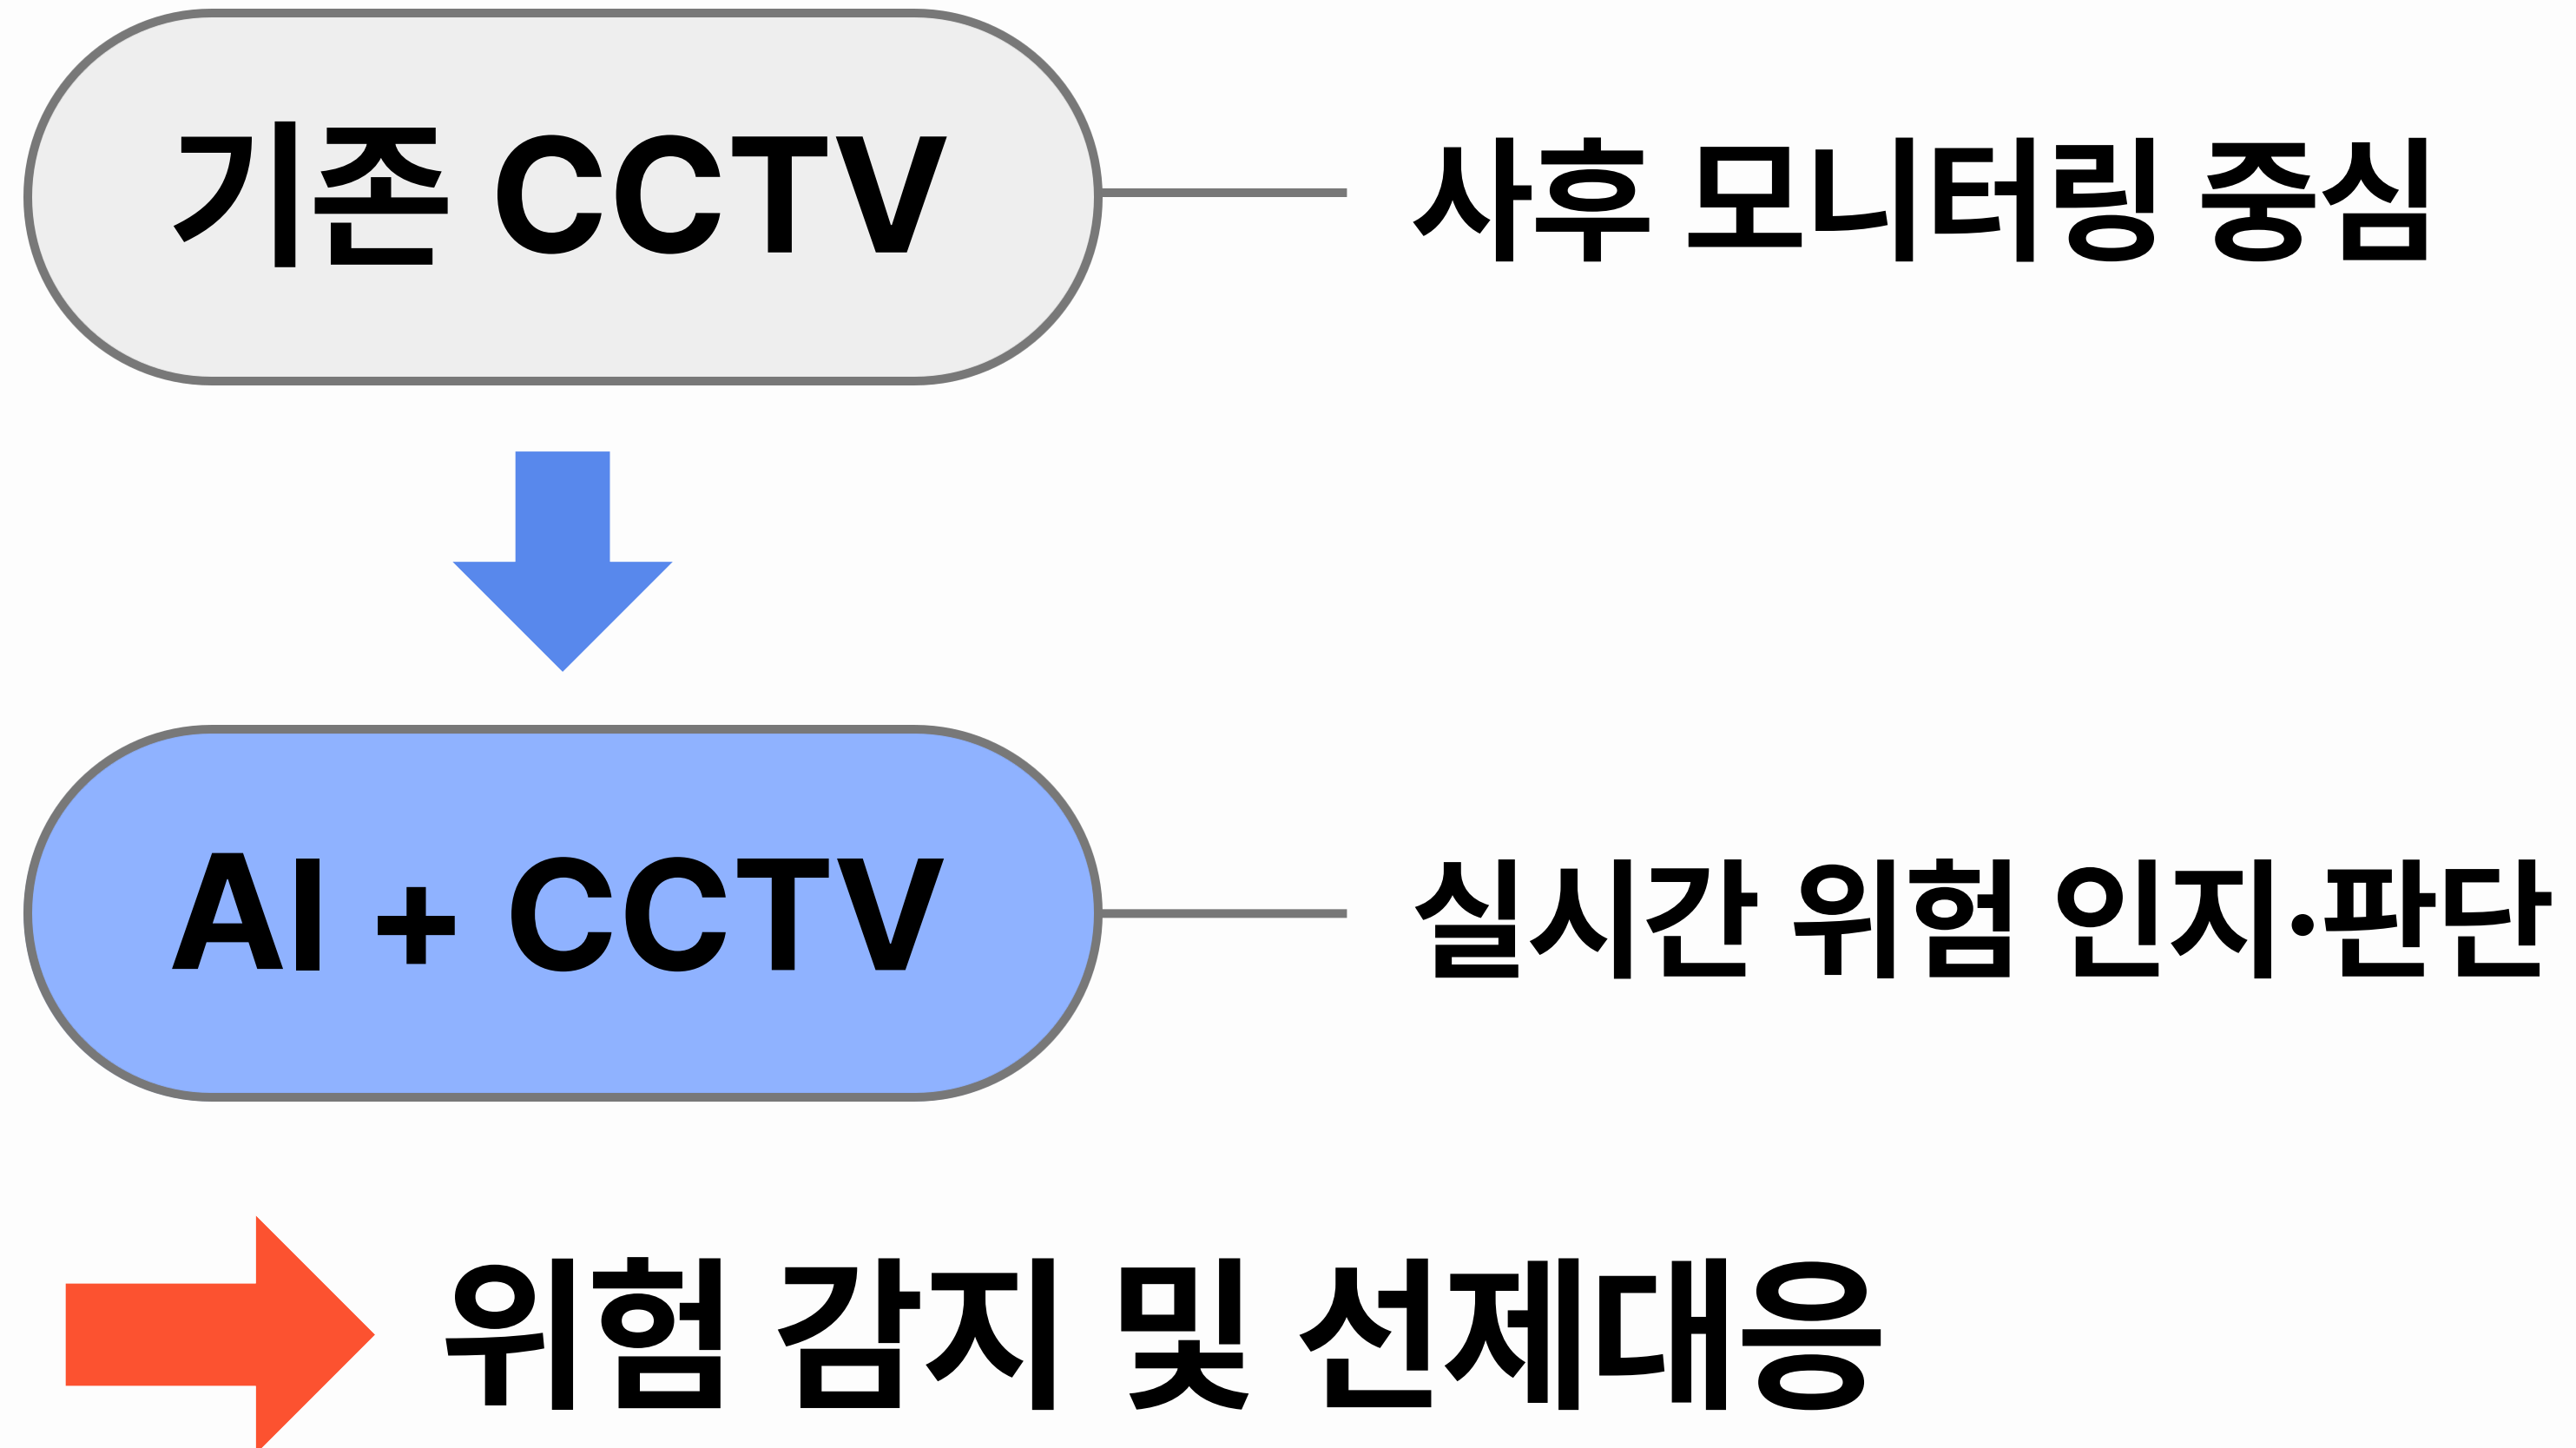 기존 CCTV
사후 모니터링 중심
AI + CCTV
실시간 위험 인지·판단
위험 감지 및 선제대응